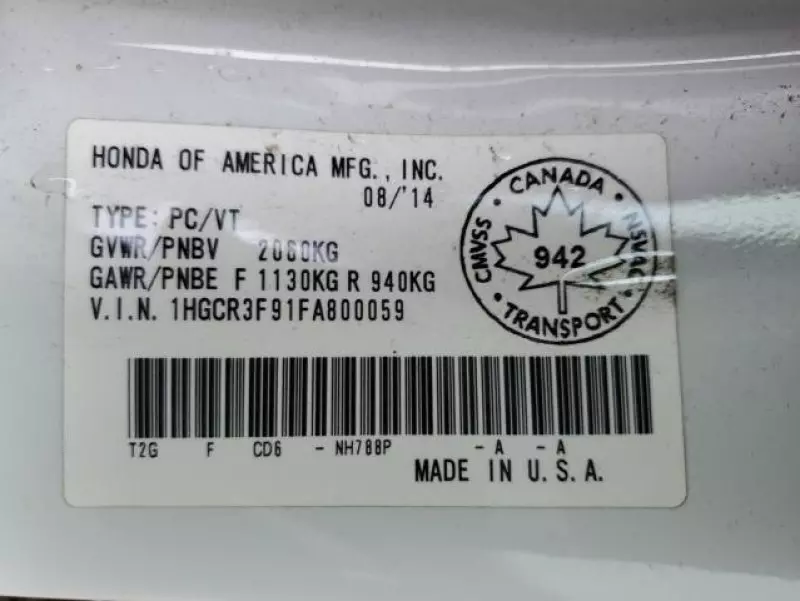 HONDA OF AMERICA MFG., INC.
08/'14
TYPE: PC/VT
GVWR/PNBV 2060KG
GAWR/PNBE F 1130KG R 940KG
V.I.N. 1HGCR3F91FA800059
CMVSS • CANADA • NSVAC
942
• TRANSPORT •
T2G F CD6 - NH788P - A - A
MADE IN U.S.A.